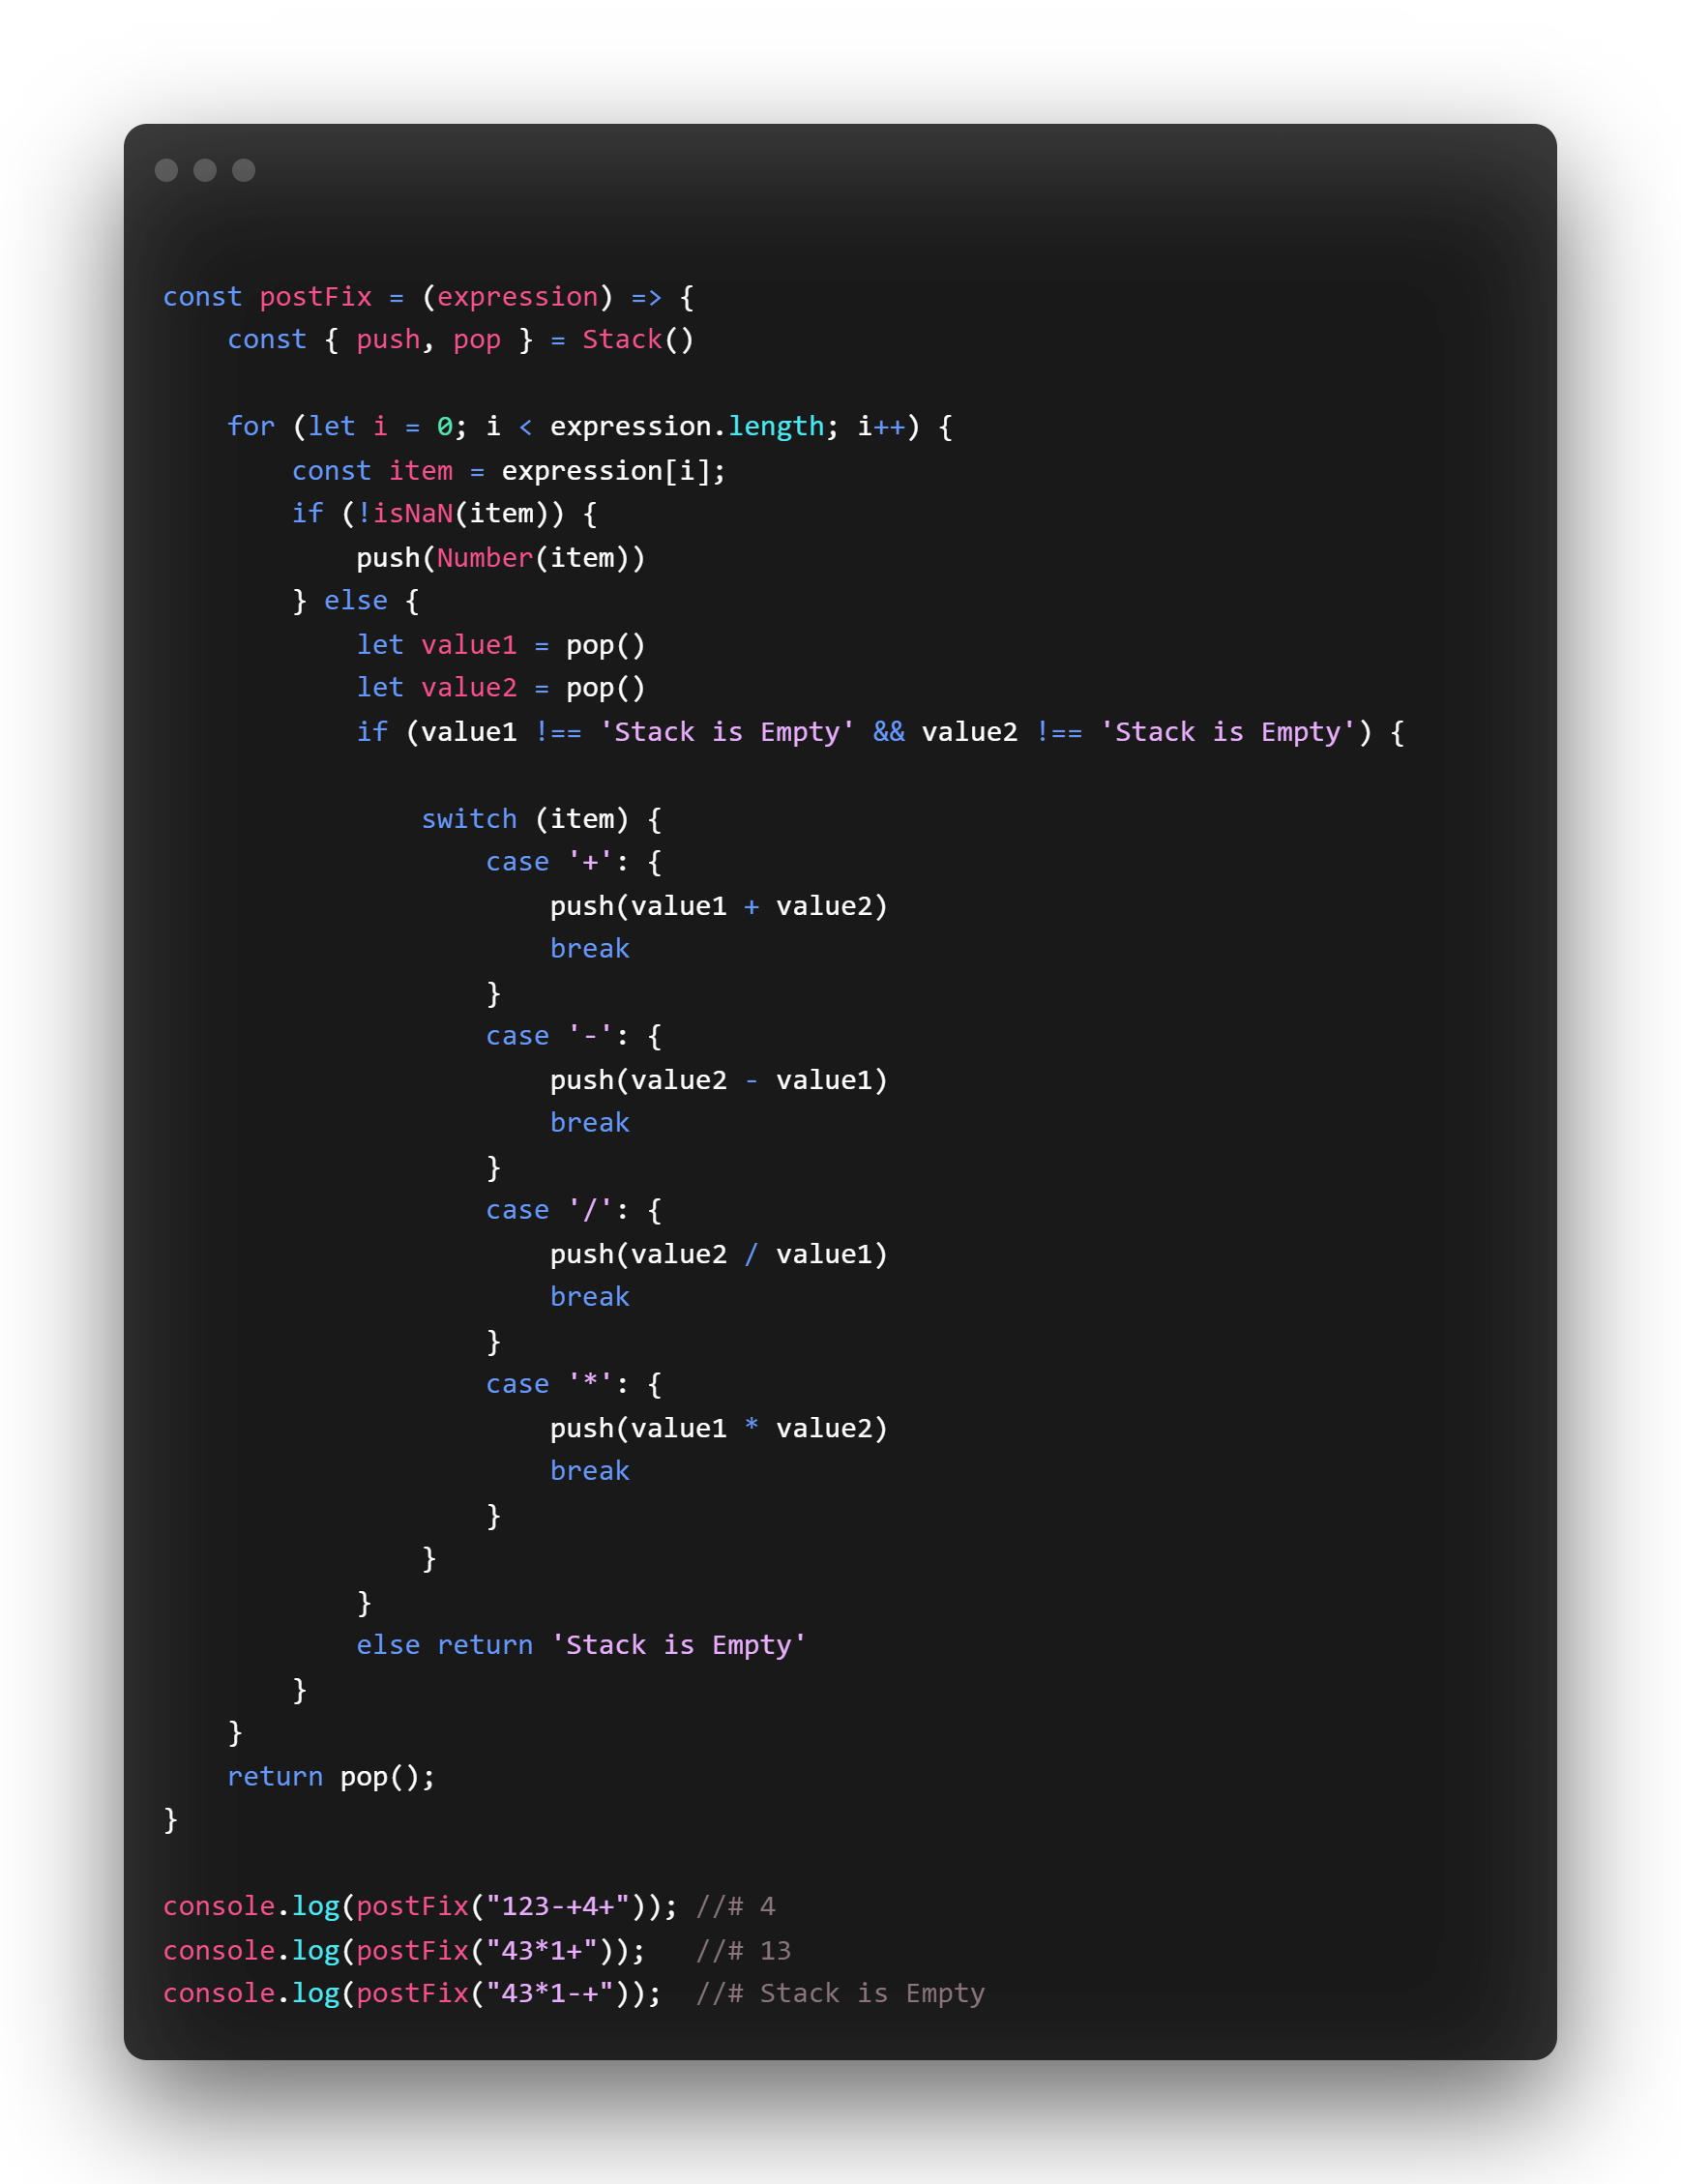 const postFix = (expression) => {
    const { push, pop } = Stack()
    for (let i = 0; i < expression.length; i++) {
        const item = expression[i];
        if (!isNaN(item)) {
            push(Number(item))
        } else {
            let value1 = pop()
            let value2 = pop()
            if (value1 !== 'Stack is Empty' && value2 !== 'Stack is Empty') {
                switch (item) {
                    case '+': {
                        push(value1 + value2)
                        break
                    }
                    case '-': {
                        push(value2 - value1)
                        break
                    }
                    case '/': {
                        push(value2 / value1)
                        break
                    }
                    case '*': {
                        push(value1 * value2)
                        break
                    }
                }
            }
            else return 'Stack is Empty'
        }
    }
    return pop();
}
console.log(postFix("123-+4+")); //# 4
console.log(postFix("43*1+"));   //# 13
console.log(postFix("43*1-+"));  //# Stack is Empty